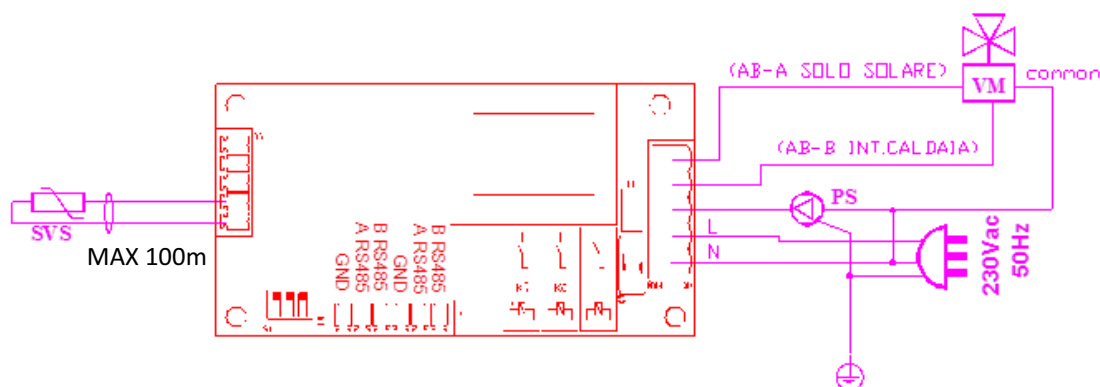 (AB-A SOLO SOLARE)
VM
common
(AB-B INT.CALDAIA)
PS
SVS
MAX 100m
L
N
230Vac
50Hz
GND
A RS485
B RS485
GND
A RS485
B RS485